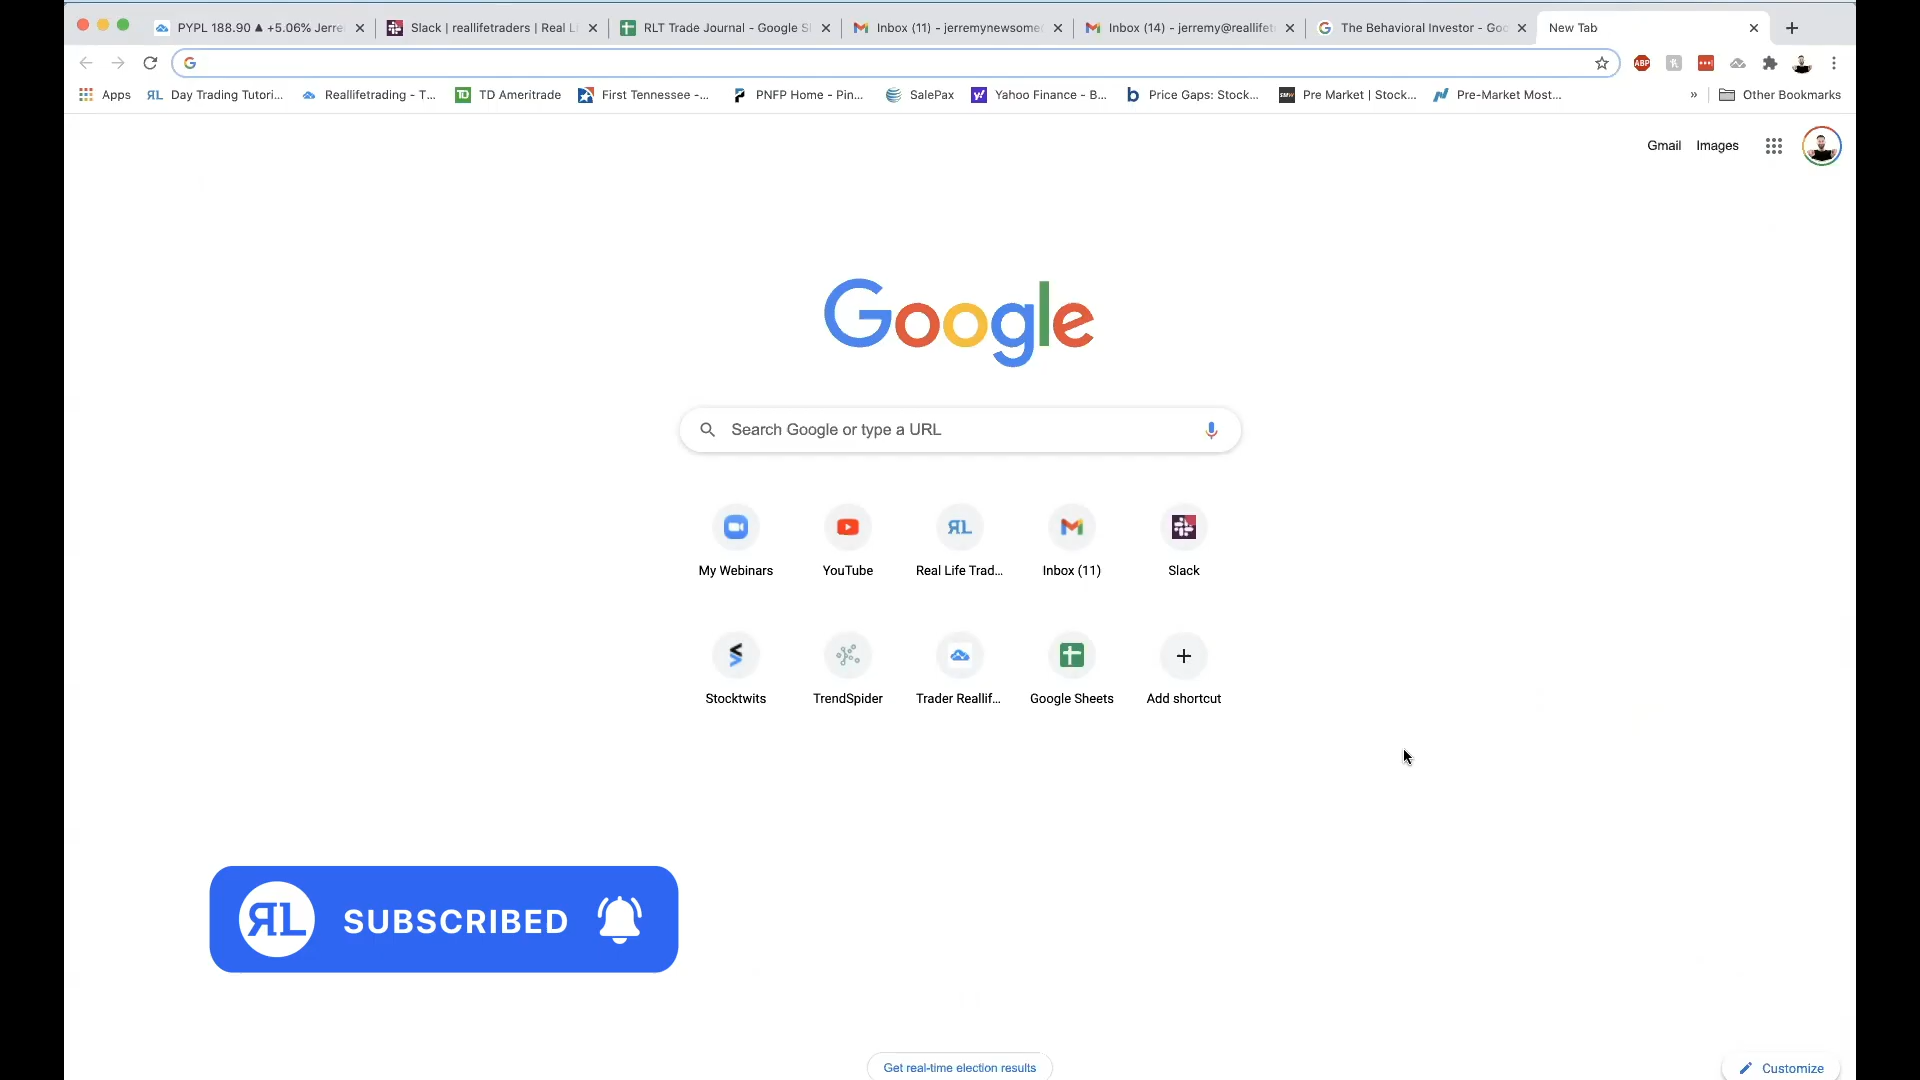 PYPL 188.90 ▲ +5.06% Jerre
Slack | reallifetraders | Real Li
RLT Trade Journal - Google S
Inbox (11) - jerremynewsome
Inbox (14) - jerremy@reallifet
The Behavioral Investor - Goo
New Tab
Apps
Day Trading Tutori...
Reallifetrading - T...
TD Ameritrade
First Tennessee -...
PNFP Home - Pin...
SalePax
Yahoo Finance - B...
Price Gaps: Stock...
Pre Market | Stock...
Pre-Market Most...
»
Other Bookmarks
Gmail
Images
Google
Search Google or type a URL
My Webinars
YouTube
Real Life Trad...
Inbox (11)
Slack
Stocktwits
TrendSpider
Trader Reallif...
Google Sheets
Add shortcut
RL SUBSCRIBED
Get real-time election results
Customize